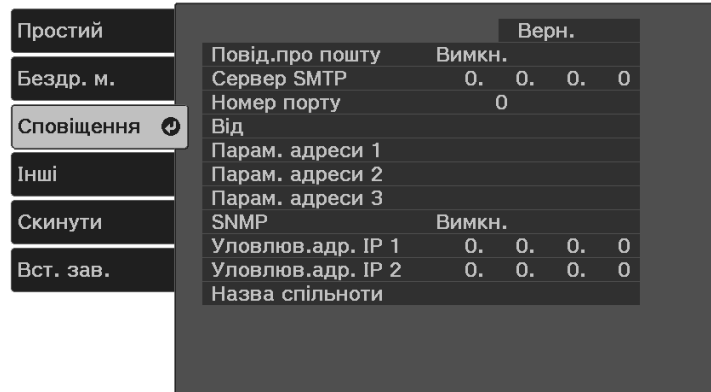 Простий
Бездр. м.
Сповіщення
Інші
Скинути
Вст. зав.
Верн.
Повід.про пошту Вимкн.
Сервер SMTP 0. 0. 0. 0
Номер порту 0
Від
Парам. адреси 1
Парам. адреси 2
Парам. адреси 3
SNMP Вимкн.
Уловлюв.адр. IP 1 0. 0. 0. 0
Уловлюв.адр. IP 2 0. 0. 0. 0
Назва спільноти